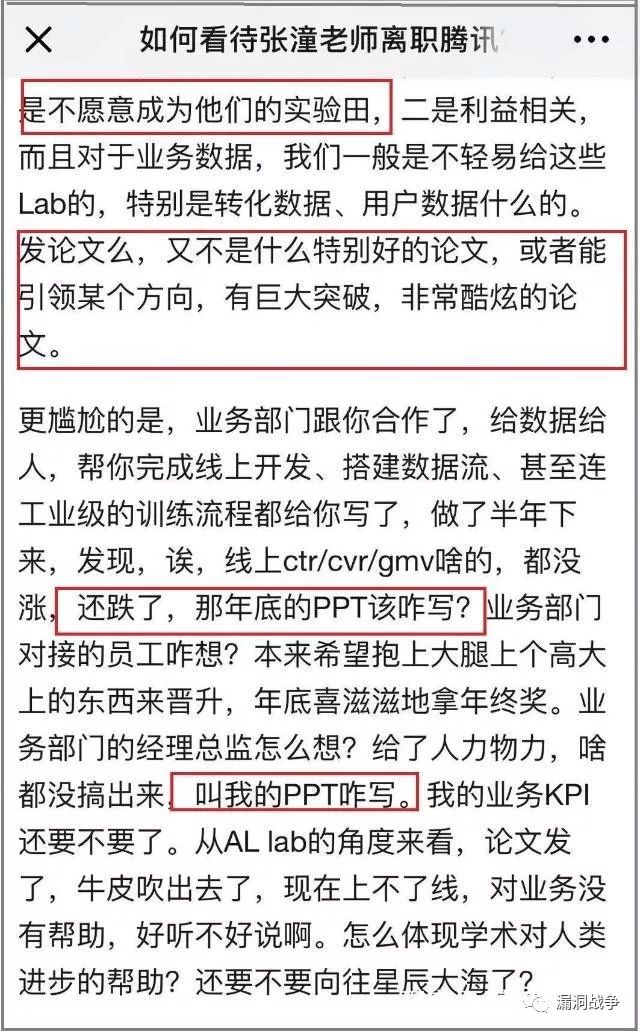 如何看待张潼老师离职腾讯
是不愿意成为他们的实验田，二是利益相关，
而且对于业务数据，我们一般是不轻易给这些
Lab的，特别是转化数据、用户数据什么的。
发论文么，又不是什么特别好的论文，或者能
引领某个方向，有巨大突破，非常酷炫的论
文。
更尴尬的是，业务部门跟你合作了，给数据给
人，帮你完成线上开发、搭建数据流、甚至连
工业级的训练流程都给你写了，做了半年下
来，发现，诶，线上ctr/cvr/gmv啥的，都没
涨，还跌了，那年底的PPT该咋写？业务部门
对接的员工咋想？本来希望抱上大腿上个高大
上的东西来晋升，年底喜滋滋地拿年终奖。业
务部门的经理总监怎么想？给了人力物力，啥
都没搞出来，叫我的PPT咋写。我的业务KPI
还要不要了。从AL lab的角度来看，论文发
了，牛皮吹出去了，现在上不了线，对业务没
有帮助，好听不好说啊。怎么体现学术对人类
进步的帮助？还要不要向往星辰大海了？
漏洞战争